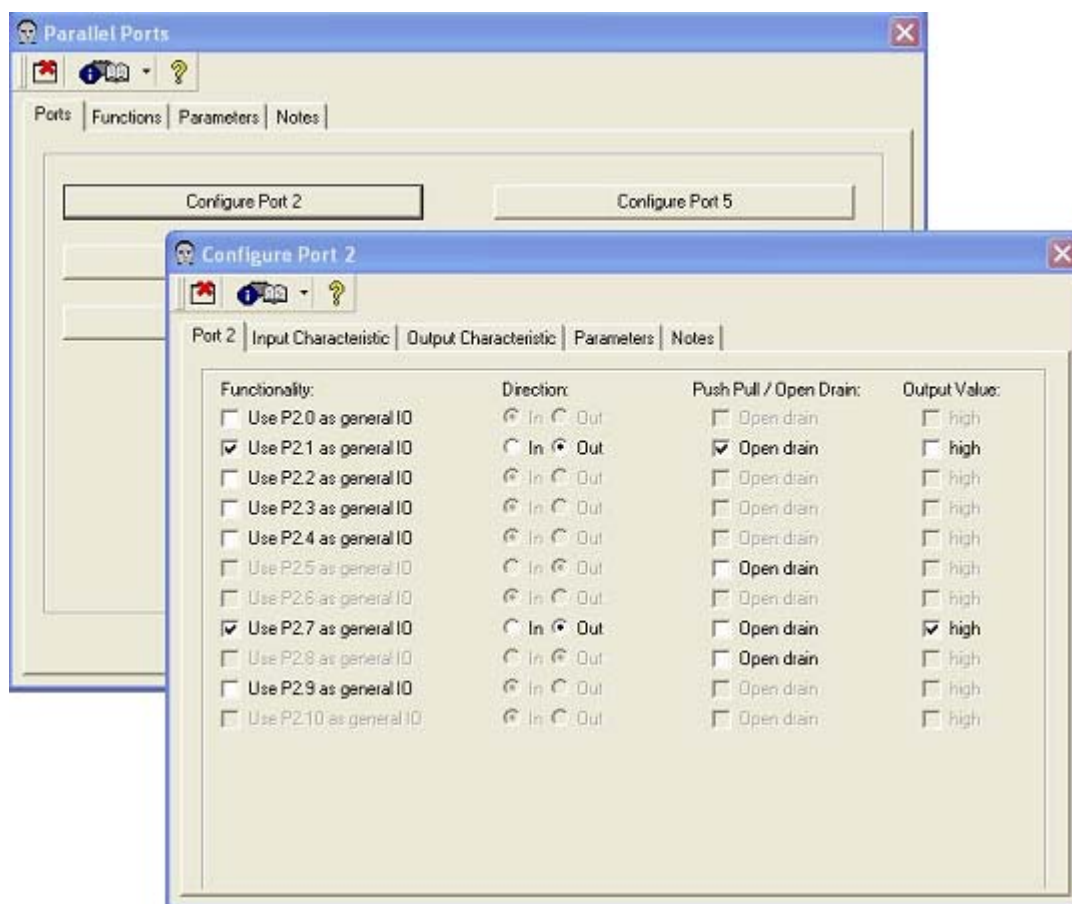 Parallel Ports
Ports Functions Parameters Notes
Configure Port 2 Configure Port 5
Configure Port 2
Port 2 Input Characteristic Output Characteristic Parameters Notes
Functionality: Direction: Push Pull / Open Drain: Output Value:
Use P2.0 as general IO In Out Open drain high
Use P2.1 as general IO In Out Open drain high
Use P2.2 as general IO In Out Open drain high
Use P2.3 as general IO In Out Open drain high
Use P2.4 as general IO In Out Open drain high
Use P2.5 as general IO In Out Open drain high
Use P2.6 as general IO In Out Open drain high
Use P2.7 as general IO In Out Open drain high
Use P2.8 as general IO In Out Open drain high
Use P2.9 as general IO In Out Open drain high
Use P2.10 as general IO In Out Open drain high